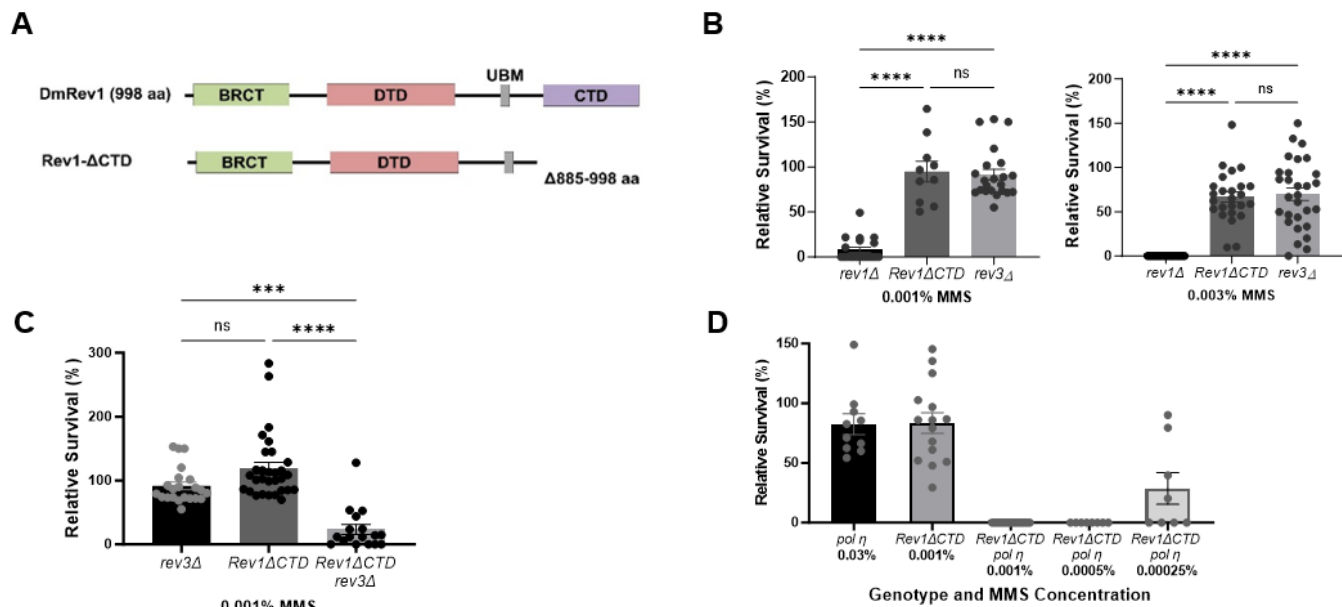 A
DmRev1 (998 aa)
BRCT
DTD
UBM
CTD
Rev1-ΔCTD
BRCT
DTD
Δ885-998 aa
B
Relative Survival (%)
200
150
100
50
0
****
****
ns
rev1Δ
Rev1ΔCTD
rev3Δ
0.001% MMS
Relative Survival (%)
200
150
100
50
0
****
****
ns
rev1Δ
Rev1ΔCTD
rev3Δ
0.003% MMS
C
Relative Survival (%)
300
200
100
0
***
ns
****
rev3Δ
Rev1ΔCTD
Rev1ΔCTD
rev3Δ
0.001% MMS
D
Relative Survival (%)
150
100
50
0
pol η
0.03%
Rev1ΔCTD
0.001%
Rev1ΔCTD
pol η
0.001%
Rev1ΔCTD
pol η
0.0005%
Rev1ΔCTD
pol η
0.00025%
Genotype and MMS Concentration